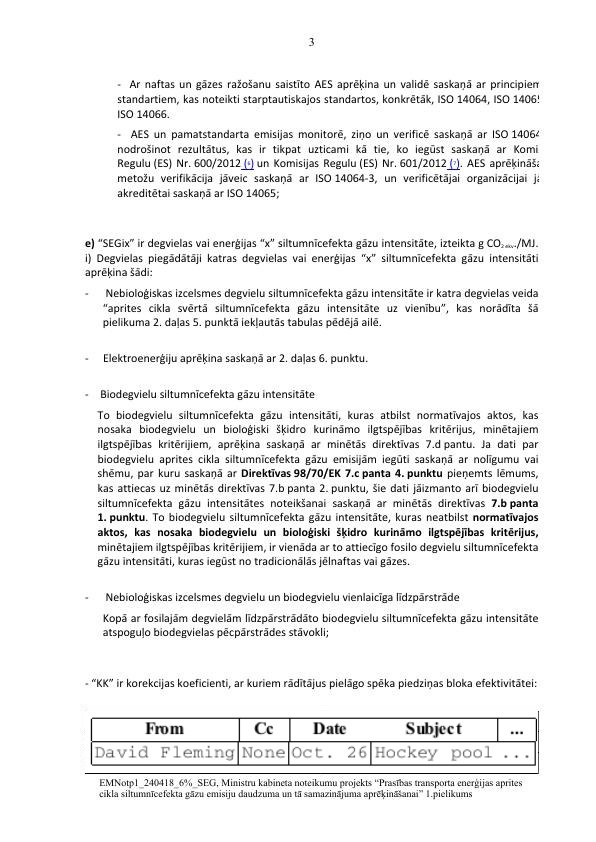 3
- Ar naftas un gāzes ražošanu saistīto AES aprēķina un validē saskaņā ar principiem
standartiem, kas noteikti starptautiskajos standartos, konkrētāk, ISO 14064, ISO 14065
ISO 14066.
- AES un pamatstandarta emisijas monitorē, ziņo un verificē saskaņā ar ISO 14064
nodrošinot rezultātus, kas ir tikpat uzticami kā tie, ko iegūst saskaņā ar Komi
Regulu (ES) Nr. 600/2012 (6) un Komisijas Regulu (ES) Nr. 601/2012 (7). AES aprēķināša
metožu verifikācija jāveic saskaņā ar ISO 14064-3, un verificētājai organizācijai jā
akreditētai saskaņā ar ISO 14065;
e) “SEGix” ir degvielas vai enerģijas “x” siltumnīcefekta gāzu intensitāte, izteikta g CO2 ekv./MJ.
i) Degvielas piegādātāji katras degvielas vai enerģijas “x” siltumnīcefekta gāzu intensitāti
aprēķina šādi:
- Nebioloģiskas izcelsmes degvielu siltumnīcefekta gāzu intensitāte ir katra degvielas veida
“aprites cikla svērtā siltumnīcefekta gāzu intensitāte uz vienību”, kas norādīta šā
pielikuma 2. daļas 5. punktā iekļautās tabulas pēdējā ailē.
- Elektroenerģiju aprēķina saskaņā ar 2. daļas 6. punktu.
- Biodegvielu siltumnīcefekta gāzu intensitāte
To biodegvielu siltumnīcefekta gāzu intensitāti, kuras atbilst normatīvajos aktos, kas
nosaka biodegvielu un bioloģiski šķidro kurināmo ilgtspējības kritērijus, minētajiem
ilgtspējības kritērijiem, aprēķina saskaņā ar minētās direktīvas 7.d pantu. Ja dati par
biodegvielu aprites cikla siltumnīcefekta gāzu emisijām iegūti saskaņā ar nolīgumu vai
shēmu, par kuru saskaņā ar Direktīvas 98/70/EK 7.c panta 4. punktu pieņemts lēmums,
kas attiecas uz minētās direktīvas 7.b panta 2. punktu, šie dati jāizmanto arī biodegvielu
siltumnīcefekta gāzu intensitātes noteikšanai saskaņā ar minētās direktīvas 7.b panta
1. punktu. To biodegvielu siltumnīcefekta gāzu intensitāte, kuras neatbilst normatīvajos
aktos, kas nosaka biodegvielu un bioloģiski šķidro kurināmo ilgtspējības kritērijus,
minētajiem ilgtspējības kritērijiem, ir vienāda ar to attiecīgo fosilo degvielu siltumnīcefekta
gāzu intensitāti, kuras iegūst no tradicionālās jēlnaftas vai gāzes.
- Nebioloģiskas izcelsmes degvielu un biodegvielu vienlaicīga līdzpārstrāde
Kopā ar fosilajām degvielām līdzpārstrādāto biodegvielu siltumnīcefekta gāzu intensitāte
atspoguļo biodegvielas pēcpārstrādes stāvokli;
- “KK” ir korekcijas koeficienti, ar kuriem rādītājus pielāgo spēka piedziņas bloka efektivitātei:
From Cc Date Subject ...
David Fleming None Oct. 26 Hockey pool ...
EMNotp1_240418_6%_SEG, Ministru kabineta noteikumu projekts “Prasības transporta enerģijas aprites
cikla siltumnīcefekta gāzu emisiju daudzuma un tā samazinājuma aprēķināšanai” 1.pielikums